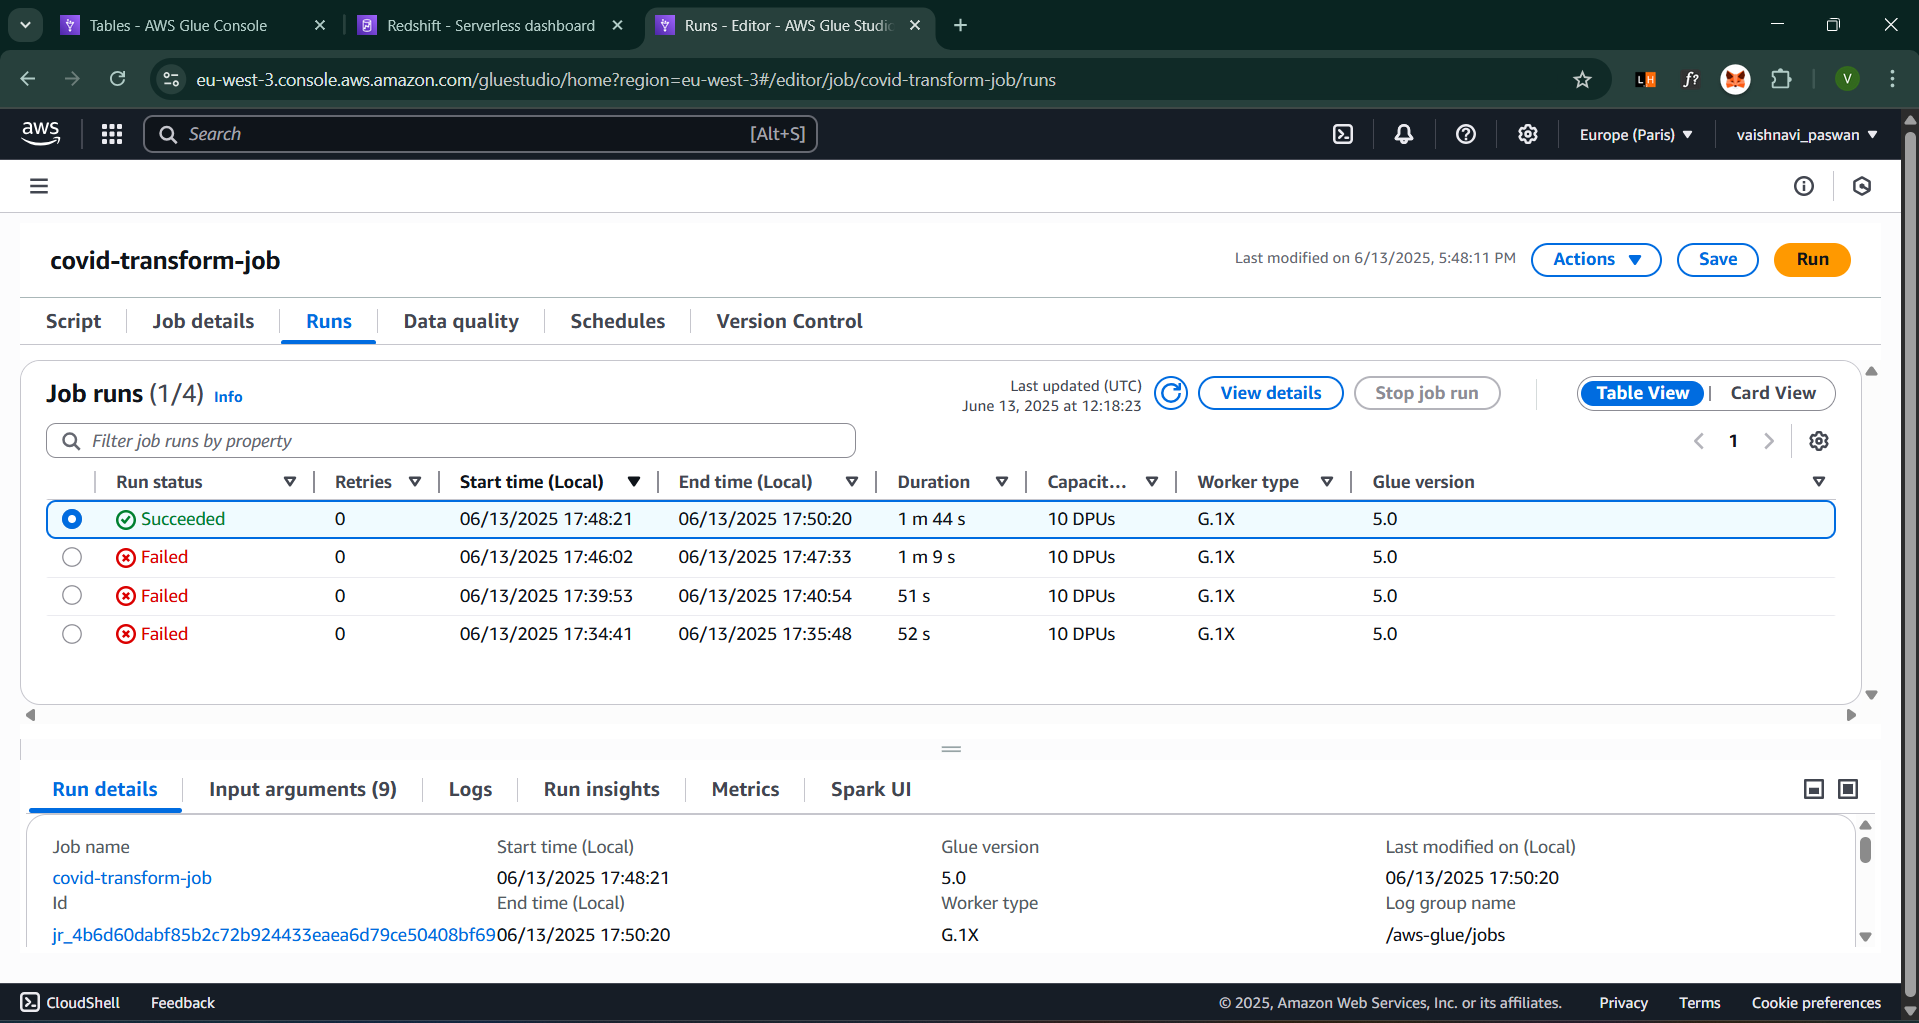 Tables - AWS Glue Console
Redshift - Serverless dashboard
Runs - Editor - AWS Glue Studio
eu-west-3.console.aws.amazon.com/gluestudio/home?region=eu-west-3#/editor/job/covid-transform-job/runs
LH
f?
V
aws
Search [Alt+S]
Europe (Paris)
vaishnavi_paswan
covid-transform-job
Last modified on 6/13/2025, 5:48:11 PM
Actions
Save
Run
Script
Job details
Runs
Data quality
Schedules
Version Control
Job runs (1/4) Info
Last updated (UTC)
June 13, 2025 at 12:18:23
View details
Stop job run
Table View | Card View
Filter job runs by property
1
Run status Retries Start time (Local) End time (Local) Duration Capacit... Worker type Glue version
Succeeded 0 06/13/2025 17:48:21 06/13/2025 17:50:20 1 m 44 s 10 DPUs G.1X 5.0
Failed 0 06/13/2025 17:46:02 06/13/2025 17:47:33 1 m 9 s 10 DPUs G.1X 5.0
Failed 0 06/13/2025 17:39:53 06/13/2025 17:40:54 51 s 10 DPUs G.1X 5.0
Failed 0 06/13/2025 17:34:41 06/13/2025 17:35:48 52 s 10 DPUs G.1X 5.0
Run details
Input arguments (9)
Logs
Run insights
Metrics
Spark UI
Job name Start time (Local) Glue version Last modified on (Local)
covid-transform-job 06/13/2025 17:48:21 5.0 06/13/2025 17:50:20
Id End time (Local) Worker type Log group name
jr_4b6d60dabf85b2c72b924433eaea6d79ce50408bf69 06/13/2025 17:50:20 G.1X /aws-glue/jobs
CloudShell
Feedback
© 2025, Amazon Web Services, Inc. or its affiliates.
Privacy
Terms
Cookie preferences